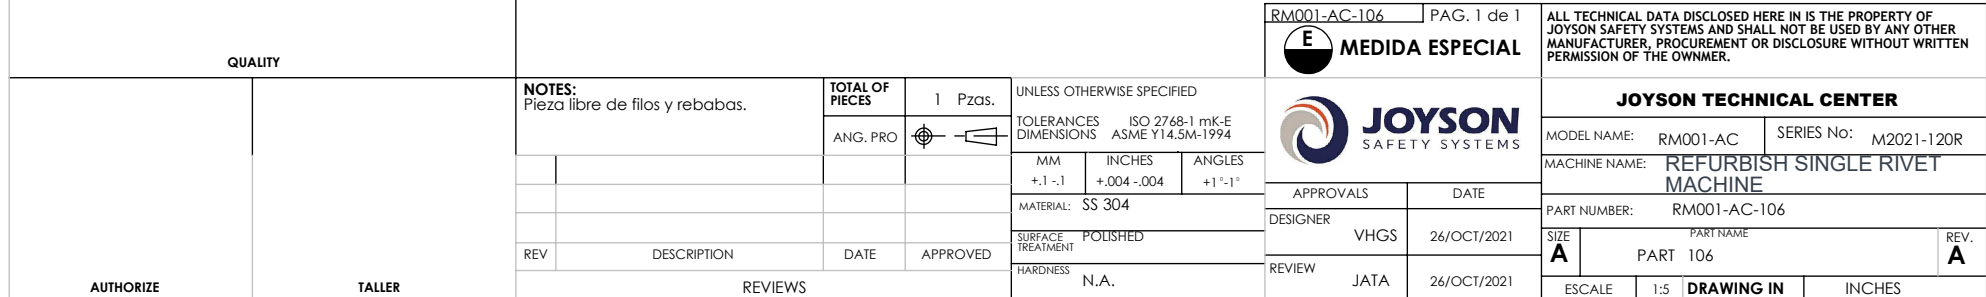 QUALITY
AUTHORIZE
TALLER
NOTES:
Pieza libre de filos y rebabas.
TOTAL OF
PIECES
1 Pzas.
ANG. PRO
REV DESCRIPTION DATE APPROVED
REVIEWS
UNLESS OTHERWISE SPECIFIED
TOLERANCES ISO 2768-1 mK-E
DIMENSIONS ASME Y14.5M-1994
MM INCHES ANGLES
+.1 -.1 +.004 -.004 +1°-1°
MATERIAL: SS 304
SURFACE
TREATMENT
POLISHED
HARDNESS
N.A.
RM001-AC-106 PAG. 1 de 1
E
MEDIDA ESPECIAL
JOYSON
SAFETY SYSTEMS
APPROVALS DATE
DESIGNER
VHGS 26/OCT/2021
REVIEW
JATA 26/OCT/2021
ALL TECHNICAL DATA DISCLOSED HERE IN IS THE PROPERTY OF
JOYSON SAFETY SYSTEMS AND SHALL NOT BE USED BY ANY OTHER
MANUFACTURER, PROCUREMENT OR DISCLOSURE WITHOUT WRITTEN
PERMISSION OF THE OWNMER.
JOYSON TECHNICAL CENTER
MODEL NAME: RM001-AC SERIES No: M2021-120R
MACHINE NAME: REFURBISH SINGLE RIVET
MACHINE
PART NUMBER: RM001-AC-106
SIZE
A
PART NAME
PART 106
REV.
A
ESCALE 1:5 DRAWING IN INCHES